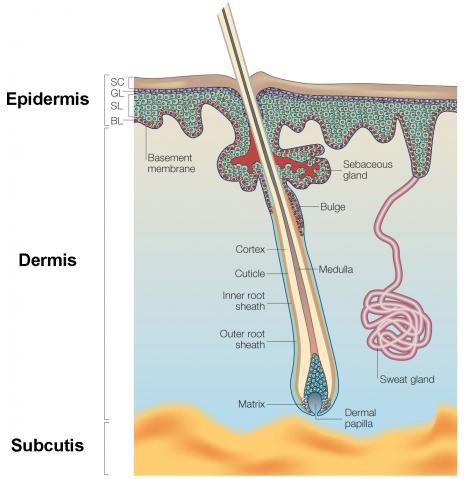 SC
GL
SL
BL
Epidermis
Basement
membrane
Sebaceous
gland
Bulge
Dermis
Cortex
Cuticle
Medulla
Inner root
sheath
Outer root
sheath
Sweat gland
Matrix
Dermal
papilla
Subcutis